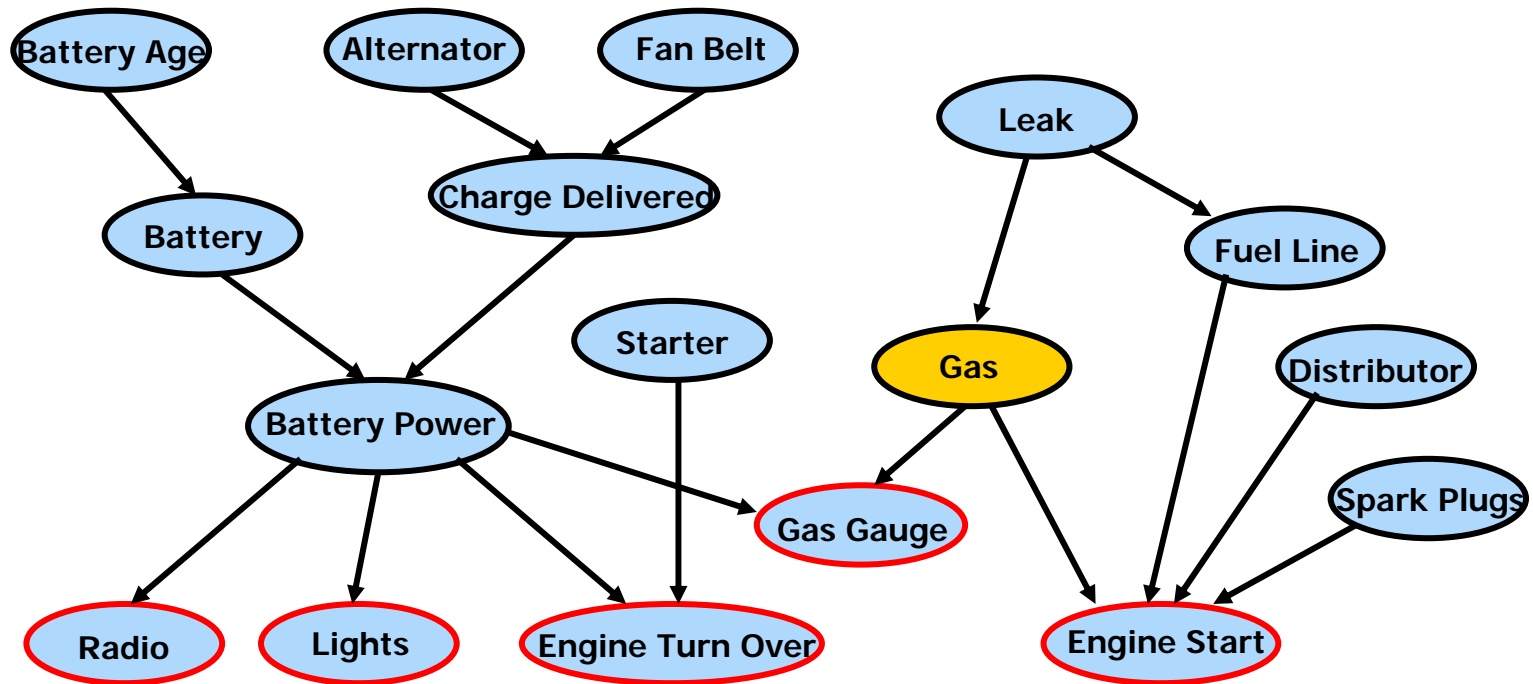 Battery Age
Alternator
Fan Belt
Leak
Charge Delivered
Battery
Fuel Line
Starter
Gas
Distributor
Battery Power
Spark Plugs
Gas Gauge
Radio
Lights
Engine Turn Over
Engine Start